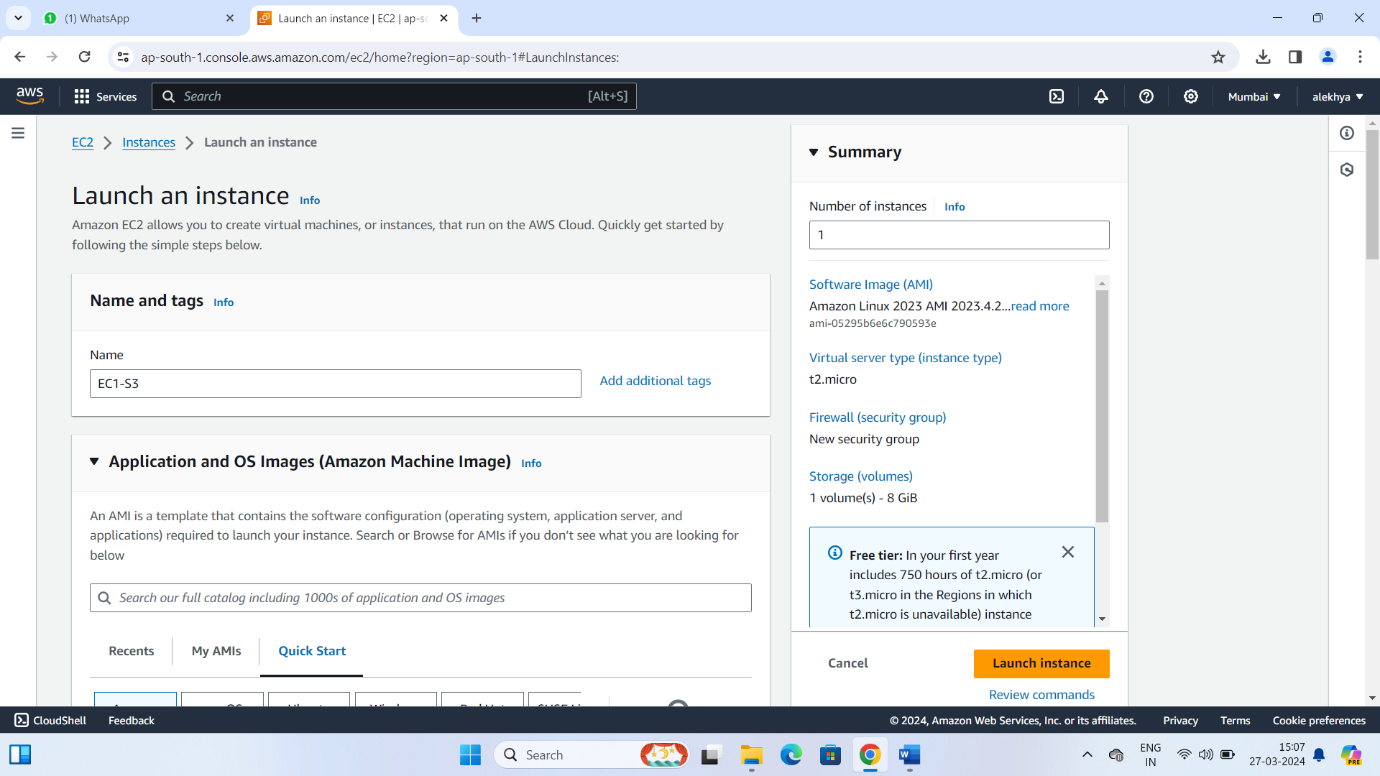 (1) WhatsApp
Launch an instance | EC2 | ap-sc
ap-south-1.console.aws.amazon.com/ec2/home?region=ap-south-1#LaunchInstances:
aws
Services
Search
[Alt+S]
Mumbai
alekhya
EC2
Instances
Launch an instance
Launch an instance
Info
Amazon EC2 allows you to create virtual machines, or instances, that run on the AWS Cloud. Quickly get started by
following the simple steps below.
Name and tags
Info
Name
EC1-S3
Add additional tags
Application and OS Images (Amazon Machine Image)
Info
An AMI is a template that contains the software configuration (operating system, application server, and
applications) required to launch your instance. Search or Browse for AMIs if you don't see what you are looking for
below
Search our full catalog including 1000s of application and OS images
Recents
My AMIs
Quick Start
Summary
Number of instances
Info
1
Software Image (AMI)
Amazon Linux 2023 AMI 2023.4.2...read more
ami-05295b6e6c790593e
Virtual server type (instance type)
t2.micro
Firewall (security group)
New security group
Storage (volumes)
1 volume(s) - 8 GiB
Free tier: In your first year
includes 750 hours of t2.micro (or
t3.micro in the Regions in which
t2.micro is unavailable) instance
Cancel
Launch instance
Review commands
CloudShell
Feedback
© 2024, Amazon Web Services, Inc. or its affiliates.
Privacy
Terms
Cookie preferences
Search
ENG
IN
15:07
27-03-2024
PRE